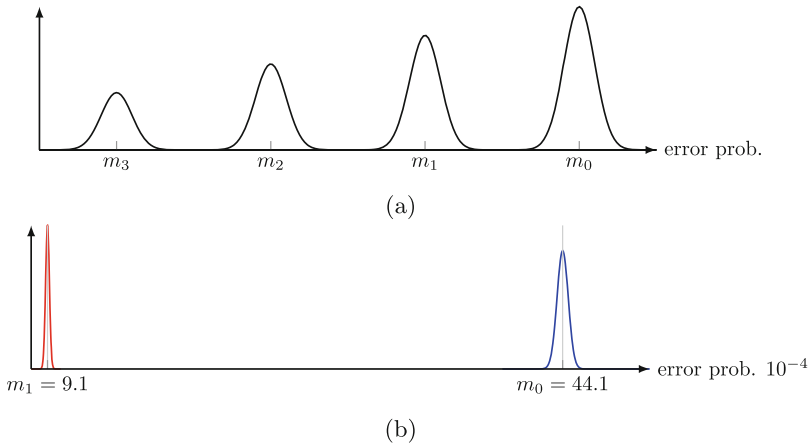 error prob.
m₃ m₂ m₁ m₀
(a)
error prob. 10⁻⁴
m₁ = 9.1 m₀ = 44.1
(b)